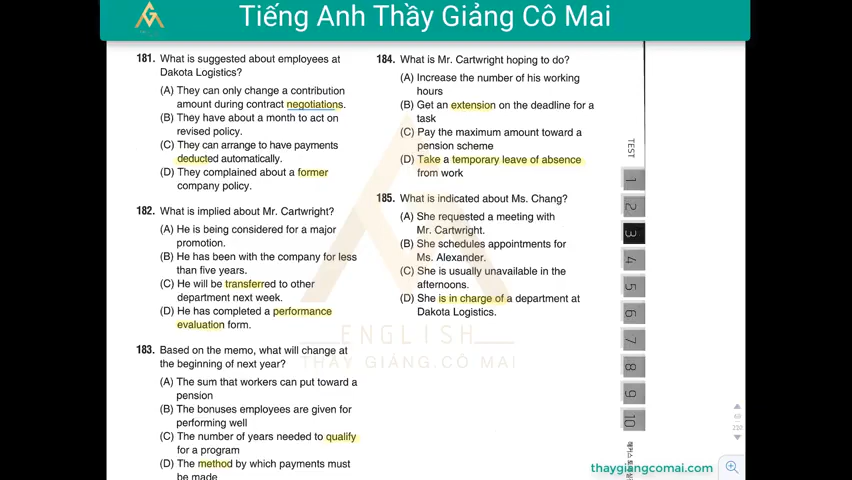 Tiếng Anh Thầy Giảng Cô Mai
181. What is suggested about employees at
Dakota Logistics?
(A) They can only change a contribution
amount during contract negotiations.
(B) They have about a month to act on
revised policy.
(C) They can arrange to have payments
deducted automatically.
(D) They complained about a former
company policy.
182. What is implied about Mr. Cartwright?
(A) He is being considered for a major
promotion.
(B) He has been with the company for less
than five years.
(C) He will be transferred to other
department next week.
(D) He has completed a performance
evaluation form.
183. Based on the memo, what will change at
the beginning of next year?
(A) The sum that workers can put toward a
pension
(B) The bonuses employees are given for
performing well
(C) The number of years needed to qualify
for a program
(D) The method by which payments must
be made
184. What is Mr. Cartwright hoping to do?
(A) Increase the number of his working
hours
(B) Get an extension on the deadline for a
task
(C) Pay the maximum amount toward a
pension scheme
(D) Take a temporary leave of absence
from work
185. What is indicated about Ms. Chang?
(A) She requested a meeting with
Mr. Cartwright.
(B) She schedules appointments for
Ms. Alexander.
(C) She is usually unavailable in the
afternoons.
(D) She is in charge of a department at
Dakota Logistics.
ENGLISH
THẦY GIẢNG.CÔ MAI
TEST
1
2
3
4
5
6
7
8
9
10
thaygiangcomai.com